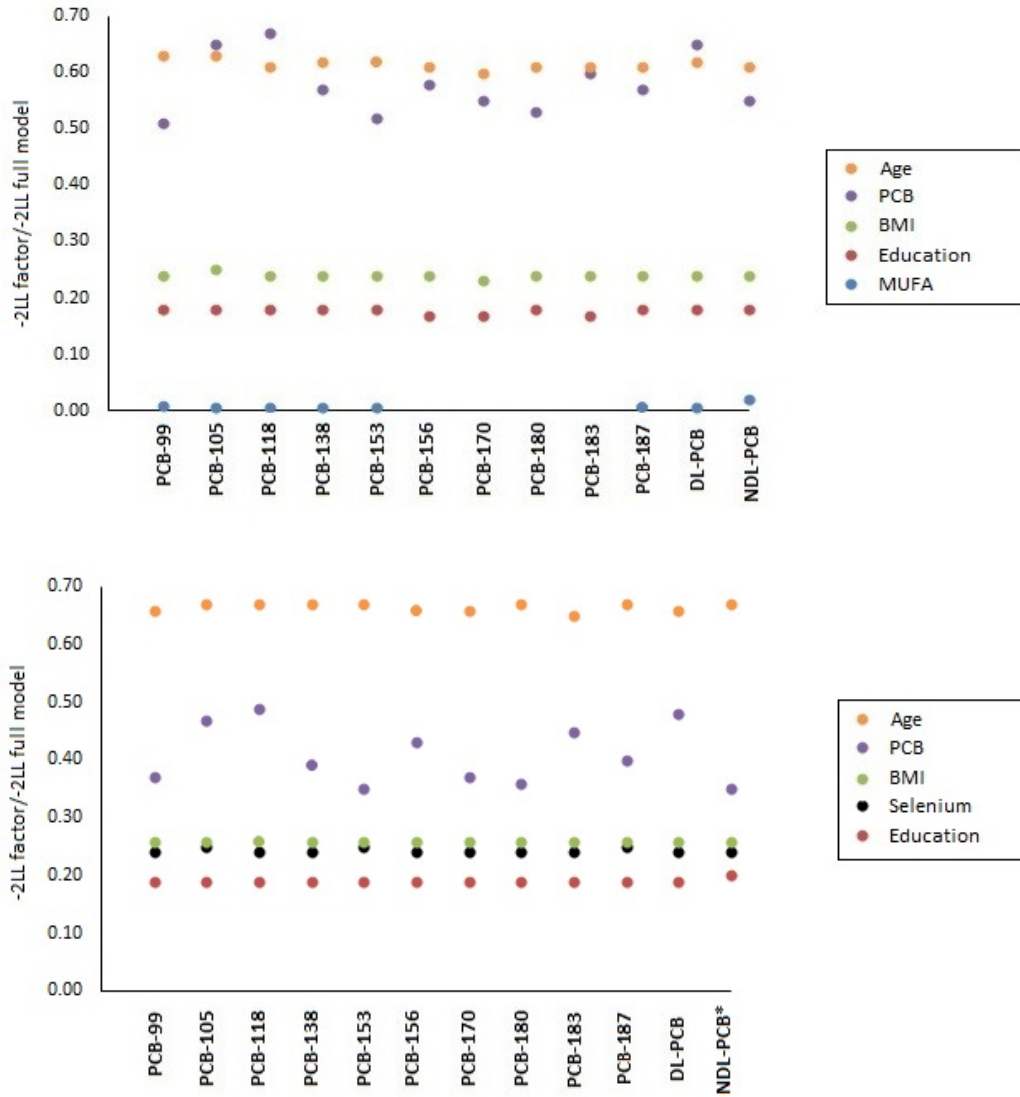 0.70
0.60
0.50
0.40
0.30
0.20
0.10
0.00
-2LL factor/-2LL full model
PCB-99
PCB-105
PCB-118
PCB-138
PCB-153
PCB-156
PCB-170
PCB-180
PCB-183
PCB-187
DL-PCB
NDL-PCB
Age
PCB
BMI
Education
MUFA
0.70
0.60
0.50
0.40
0.30
0.20
0.10
0.00
-2LL factor/-2LL full model
PCB-99
PCB-105
PCB-118
PCB-138
PCB-153
PCB-156
PCB-170
PCB-180
PCB-183
PCB-187
DL-PCB
NDL-PCB*
Age
PCB
BMI
Selenium
Education